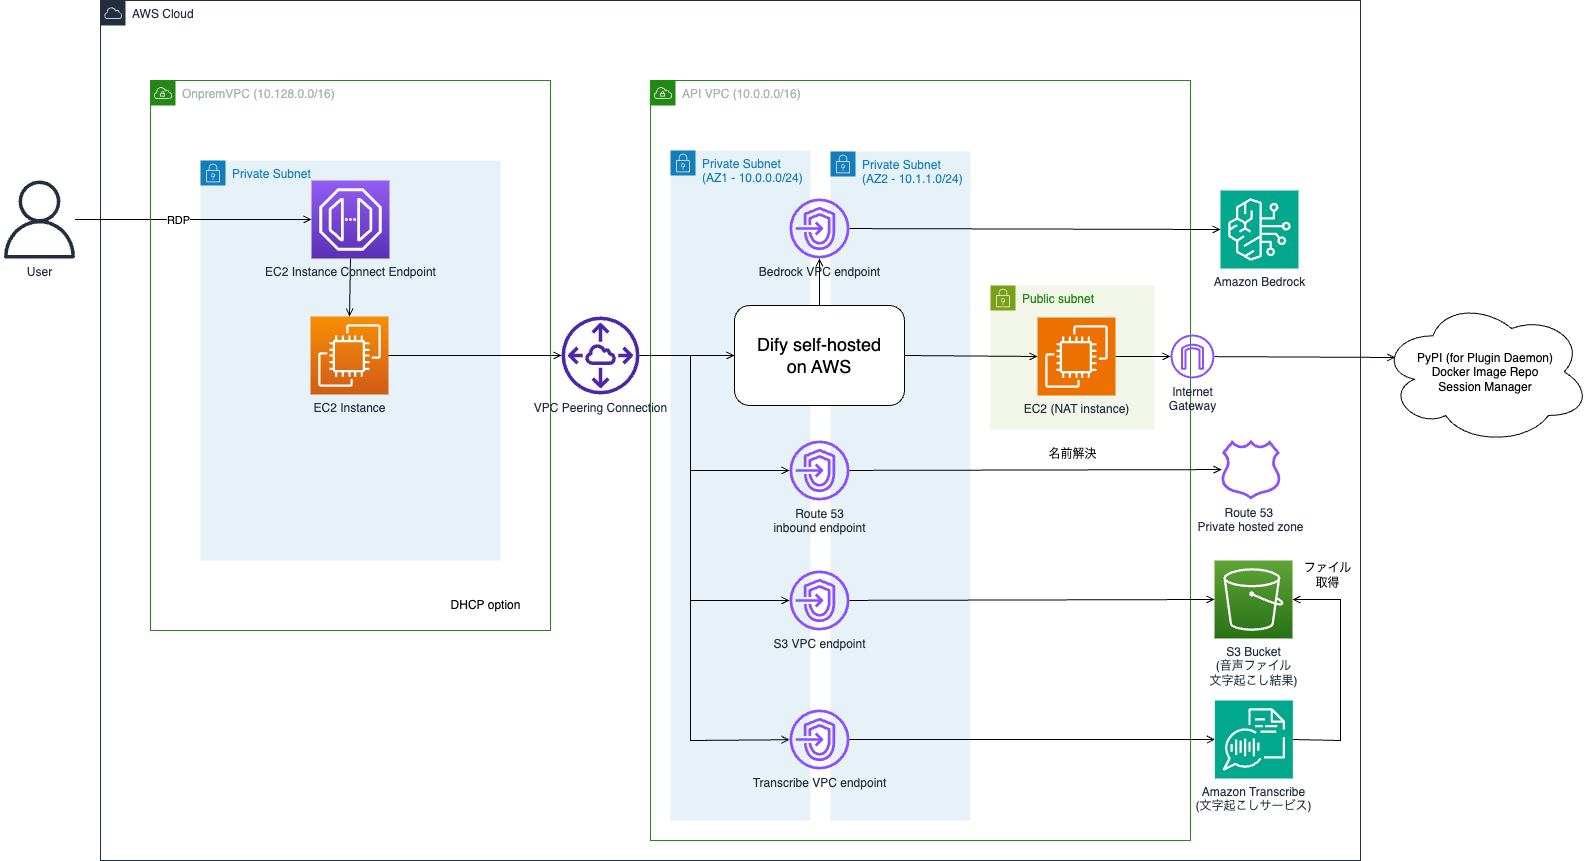 AWS Cloud
OnpremVPC (10.128.0.0/16)
Private Subnet
User
RDP
EC2 Instance Connect Endpoint
EC2 Instance
DHCP option
VPC Peering Connection
API VPC (10.0.0.0/16)
Private Subnet
(AZ1 - 10.0.0.0/24)
Private Subnet
(AZ2 - 10.1.1.0/24)
Bedrock VPC endpoint
Amazon Bedrock
Dify self-hosted
on AWS
Public subnet
EC2 (NAT instance)
Internet
Gateway
PyPI (for Plugin Daemon)
Docker Image Repo
Session Manager
Route 53
inbound endpoint
名前解決
Route 53
Private hosted zone
S3 VPC endpoint
ファイル
取得
S3 Bucket
(音声ファイル
文字起こし結果)
Transcribe VPC endpoint
Amazon Transcribe
(文字起こしサービス)